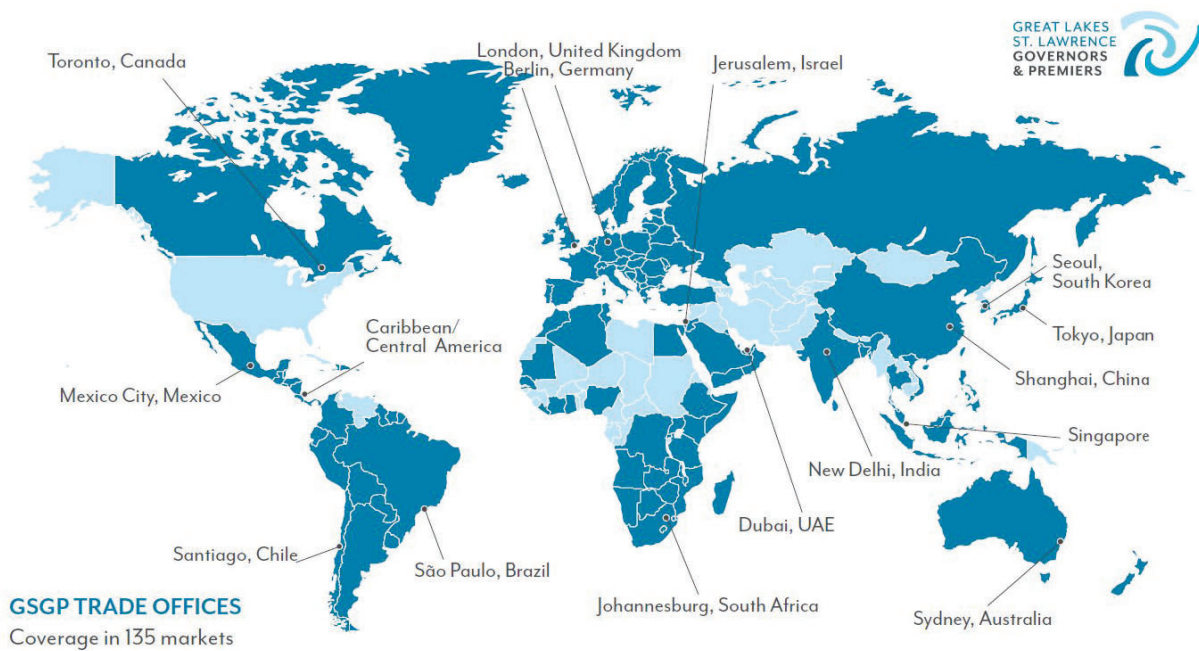 GREAT LAKES
ST. LAWRENCE
GOVERNORS
& PREMIERS
Toronto, Canada
London, United Kingdom
Berlin, Germany
Jerusalem, Israel
Seoul,
South Korea
Caribbean/
Central America
Tokyo, Japan
Mexico City, Mexico
Shanghai, China
Singapore
New Delhi, India
Dubai, UAE
Santiago, Chile
São Paulo, Brazil
Johannesburg, South Africa
Sydney, Australia
GSGP TRADE OFFICES
Coverage in 135 markets